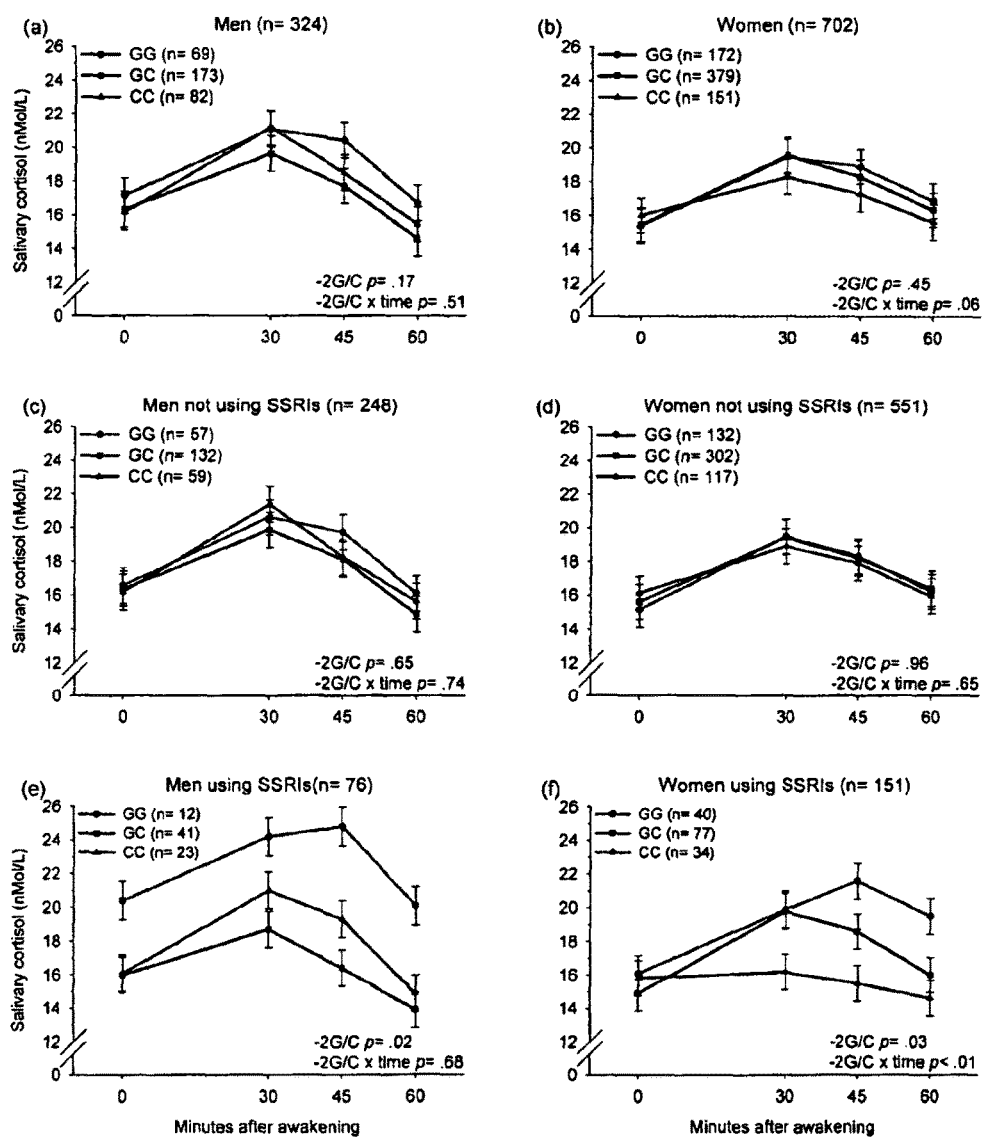 (a) Men (n= 324)
GG (n= 69)
GC (n= 173)
CC (n= 82)
Salivary cortisol (nMol/L)
26
24
22
20
18
16
14
12
0
-2G/C p= .17
-2G/C x time p= .51
0 30 45 60
(b) Women (n= 702)
GG (n= 172)
GC (n= 379)
CC (n= 151)
26
24
22
20
18
16
14
12
0
-2G/C p= .45
-2G/C x time p= .06
0 30 45 60
(c) Men not using SSRIs (n= 248)
GG (n= 57)
GC (n= 132)
CC (n= 59)
Salivary cortisol (nMol/L)
26
24
22
20
18
16
14
12
0
-2G/C p= .65
-2G/C x time p= .74
0 30 45 60
(d) Women not using SSRIs (n= 551)
GG (n= 132)
GC (n= 302)
CC (n= 117)
26
24
22
20
18
16
14
12
0
-2G/C p= .96
-2G/C x time p= .65
0 30 45 60
(e) Men using SSRIs(n= 76)
GG (n= 12)
GC (n= 41)
CC (n= 23)
Salivary cortisol (nMol/L)
26
24
22
20
18
16
14
12
0
-2G/C p= .02
-2G/C x time p= .68
0 30 45 60
Minutes after awakening
(f) Women using SSRIs (n= 151)
GG (n= 40)
GC (n= 77)
CC (n= 34)
26
24
22
20
18
16
14
12
0
-2G/C p= .03
-2G/C x time p< .01
0 30 45 60
Minutes after awakening